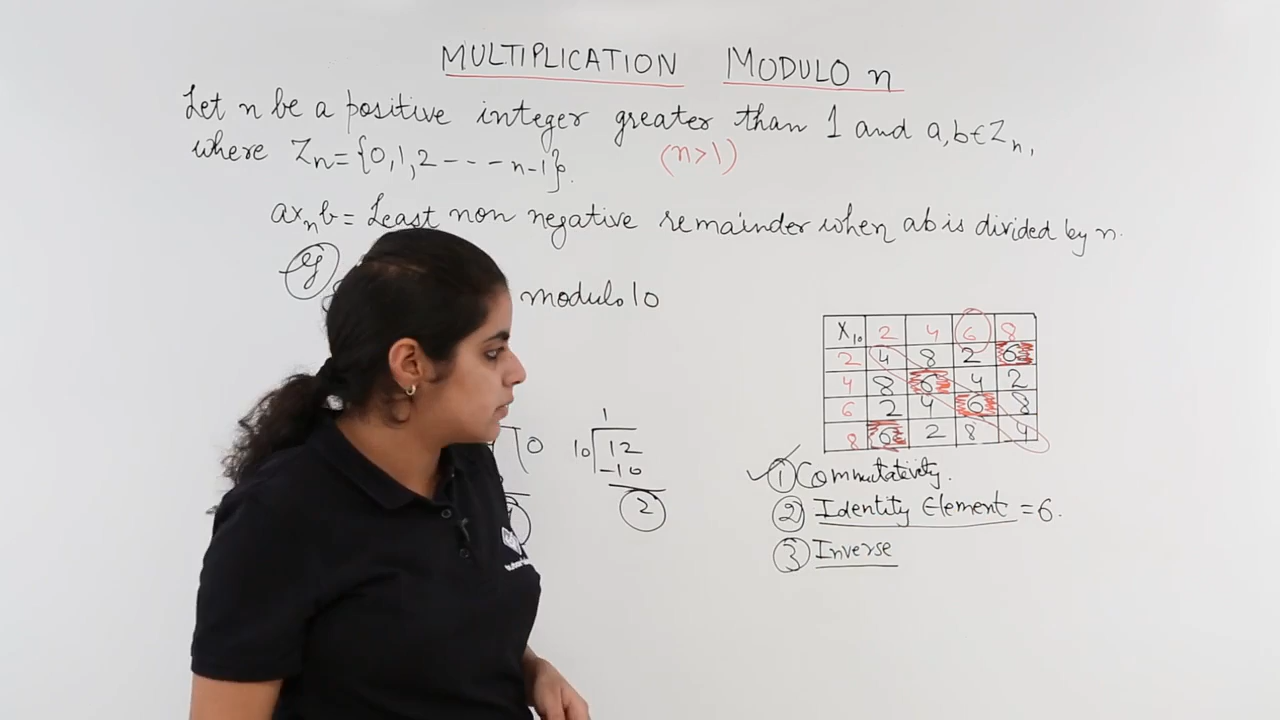 MULTIPLICATION MODULO n
Let n be a positive integer greater than 1 and a, b ∈ Zn,
where Zn = {0, 1, 2 ---- n-1}. (n>1)
a xn b = Least non negative remainder when ab is divided by n.
Eg
modulo 10
X10 2 4 6 8
2 4 8 2 6
4 8 6 4 2
6 2 4 6 8
8 6 2 8 4
1
0 10 12
-10
2
① Commutativity.
② Identity Element = 6.
③ Inverse